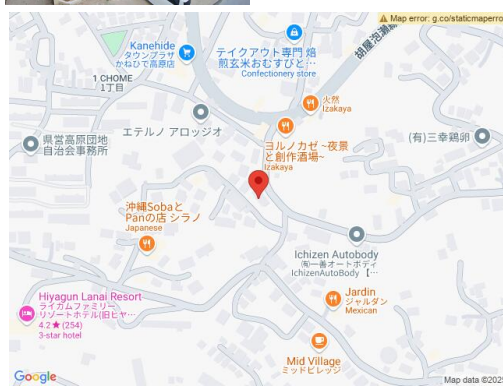 Map error: g.co/staticmaperro
Kanehide
タウンプラザ
かねひで高原店
テイクアウト専門 焙
煎玄米おむすびと…
Confectionery store
胡屋泡瀬
1 CHOME
1丁目
火然
Izakaya
エテルノ アロッジオ
県営高原団地
自治会事務所
ヨルノカゼ ~夜景
と創作酒場~
Izakaya
(有)三幸鶏卵
沖縄Sobaと
Panの店 シラノ
Japanese
Ichizen Autobody
㈲一善オートボディ
IchizenAutoBody 【…
Hiyagun Lanai Resort
ライカムファミリー
リゾートホテル(旧ヒヤ…
4.2★(254)
3-star hotel
Jardin
ジャルダン
Mexican
Mid Village
ミッドビレッジ
Google
Map data ©202